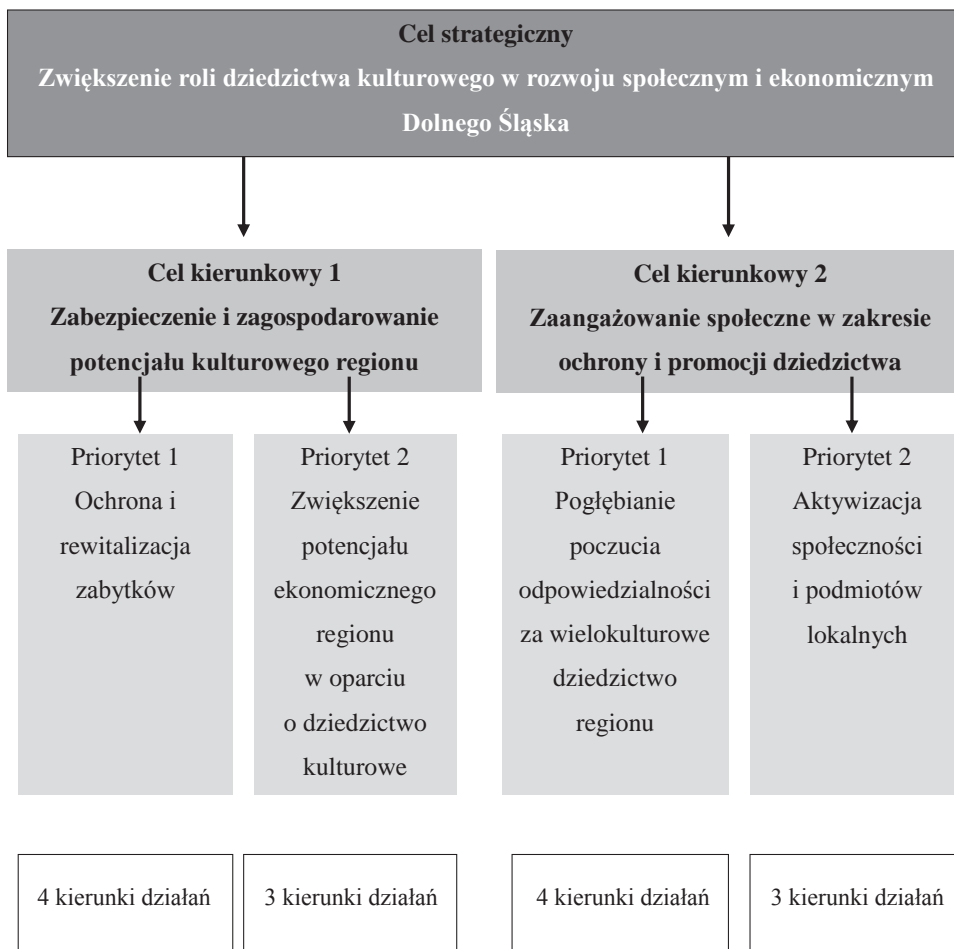 Cel strategiczny
Zwiększenie roli dziedzictwa kulturowego w rozwoju społecznym i ekonomicznym
Dolnego Śląska
Cel kierunkowy 1
Zabezpieczenie i zagospodarowanie
potencjału kulturowego regionu
Cel kierunkowy 2
Zaangażowanie społeczne w zakresie
ochrony i promocji dziedzictwa
Priorytet 1
Ochrona i
rewitalizacja
zabytków
Priorytet 2
Zwiększenie
potencjału
ekonomicznego
regionu
w oparciu
o dziedzictwo
kulturowe
Priorytet 1
Pogłębianie
poczucia
odpowiedzialności
za wielokulturowe
dziedzictwo
regionu
Priorytet 2
Aktywizacja
społeczności
i podmiotów
lokalnych
4 kierunki działań
3 kierunki działań
4 kierunki działań
3 kierunki działań